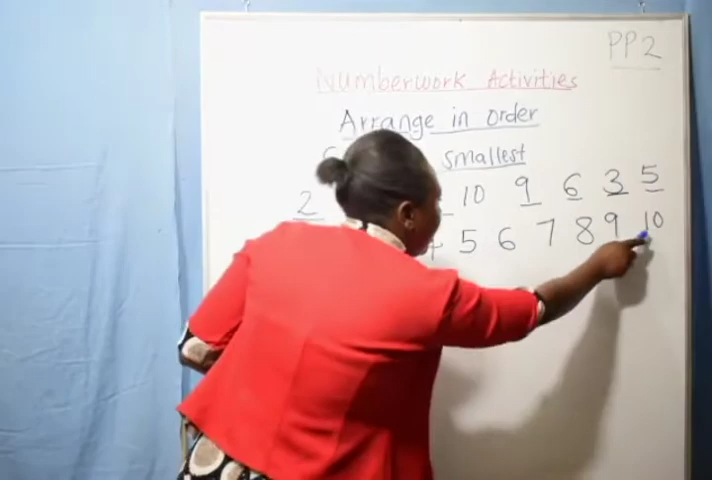 PP2
Numberwork Activities
Arrange in order
smallest
2 10 9 6 3 5
5 6 7 8 9 10